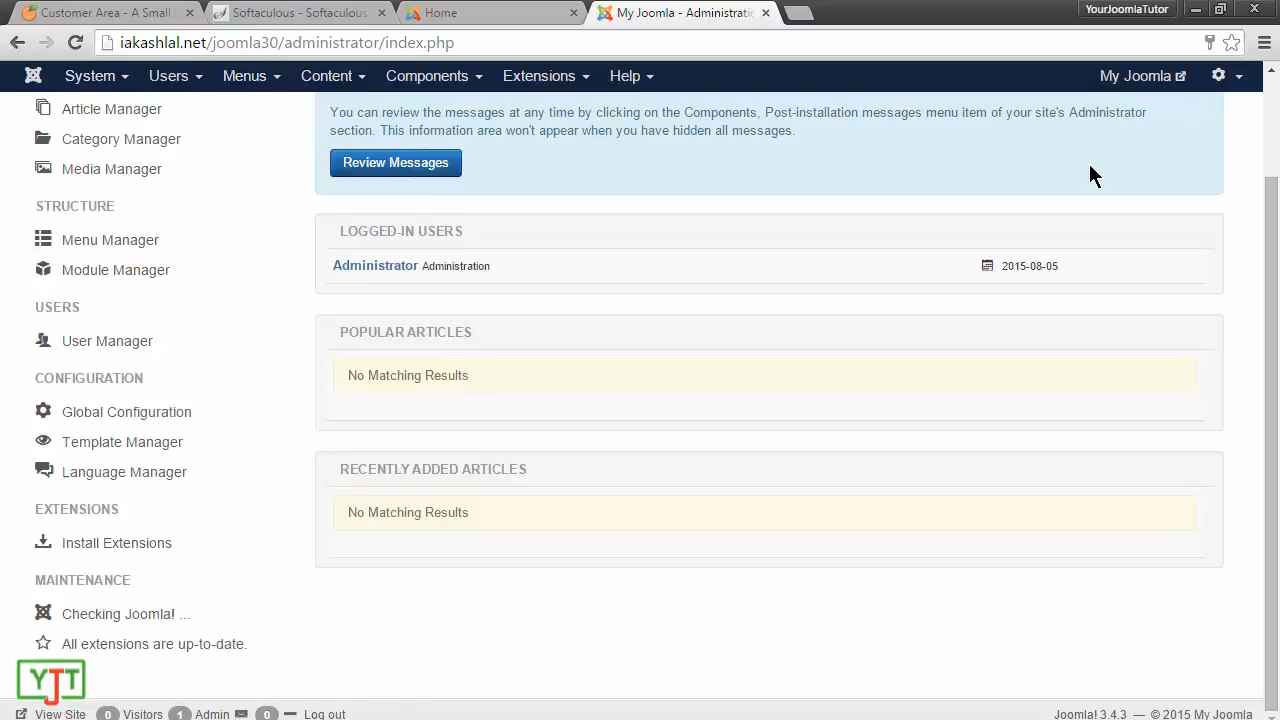 Customer Area - A Small
Softaculous - Softaculous
Home
My Joomla - Administratio
YourJoomlaTutor
iakashlal.net/joomla30/administrator/index.php
System
Users
Menus
Content
Components
Extensions
Help
My Joomla
Article Manager
Category Manager
Media Manager
STRUCTURE
Menu Manager
Module Manager
USERS
User Manager
CONFIGURATION
Global Configuration
Template Manager
Language Manager
EXTENSIONS
Install Extensions
MAINTENANCE
Checking Joomla! ...
All extensions are up-to-date.
You can review the messages at any time by clicking on the Components, Post-installation messages menu item of your site's Administrator
section. This information area won't appear when you have hidden all messages.
Review Messages
LOGGED-IN USERS
Administrator Administration 2015-08-05
POPULAR ARTICLES
No Matching Results
RECENTLY ADDED ARTICLES
No Matching Results
YJT
View Site 0 Visitors 1 Admin 0 Log out
Joomla! 3.4.3 — © 2015 My Joomla